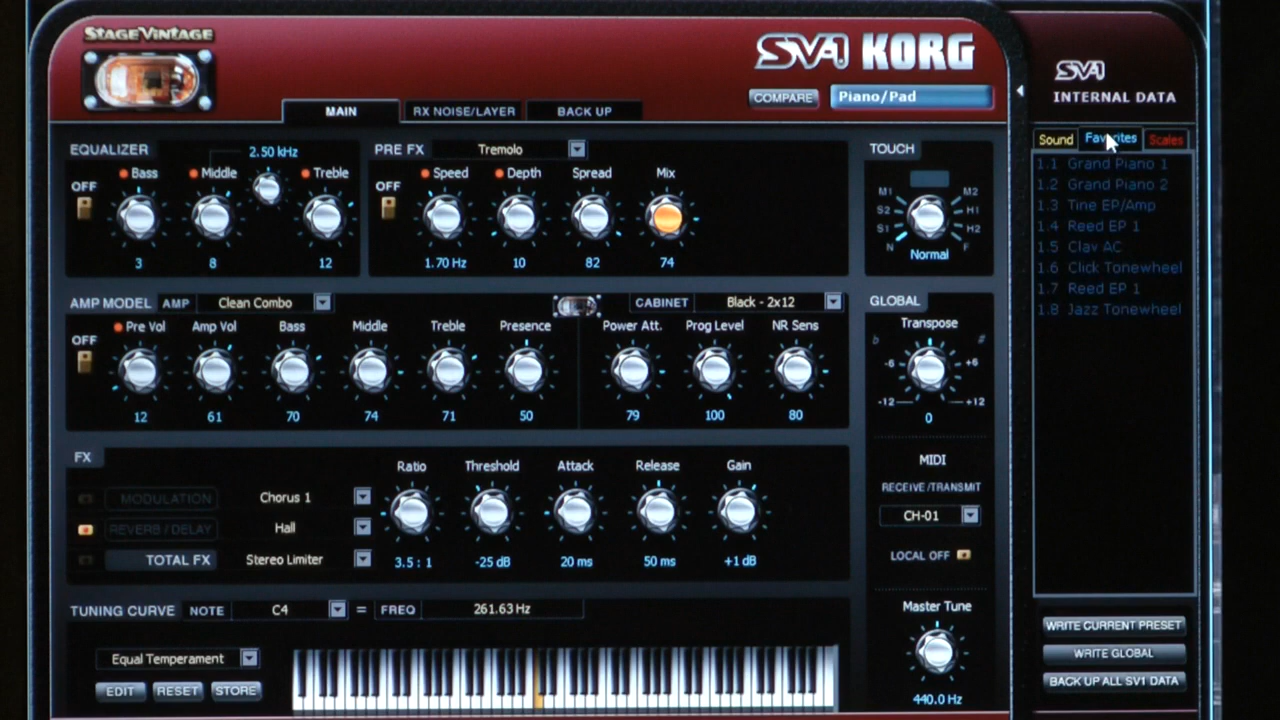 STAGEVINTAGE
SV-1 KORG
COMPARE Piano/Pad
MAIN RX NOISE/LAYER BACK UP
EQUALIZER 2.50 kHz
OFF Bass Middle Treble
3 8 12
PRE FX Tremolo
OFF Speed Depth Spread Mix
1.70 Hz 10 82 74
TOUCH
M1 M2
S2 H1
S1 H2
N F
Normal
AMP MODEL AMP Clean Combo CABINET Black - 2x12
OFF Pre Vol Amp Vol Bass Middle Treble Presence Power Att. Prog Level NR Sens
12 61 70 74 71 50 79 100 80
GLOBAL
Transpose
b #
-6 +6
-12 +12
0
FX
Ratio Threshold Attack Release Gain
MODULATION Chorus 1
REVERB / DELAY Hall
TOTAL FX Stereo Limiter
3.5 : 1 -25 dB 20 ms 50 ms +1 dB
MIDI
RECEIVE/TRANSMIT
CH-01
LOCAL OFF
TUNING CURVE NOTE C4 = FREQ 261.63 Hz
Equal Temperament
EDIT RESET STORE
Master Tune
440.0 Hz
SV-1
INTERNAL DATA
Sound Favorites Scales
1.1 Grand Piano 1
1.2 Grand Piano 2
1.3 Tine EP/Amp
1.4 Reed EP 1
1.5 Clav AC
1.6 Click Tonewheel
1.7 Reed EP 1
1.8 Jazz Tonewheel
WRITE CURRENT PRESET
WRITE GLOBAL
BACK UP ALL SV1 DATA